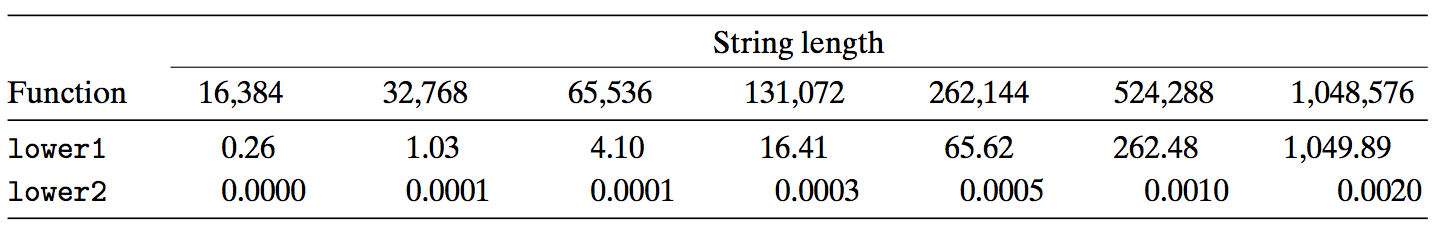 String length
Function 16,384 32,768 65,536 131,072 262,144 524,288 1,048,576
lower1 0.26 1.03 4.10 16.41 65.62 262.48 1,049.89
lower2 0.0000 0.0001 0.0001 0.0003 0.0005 0.0010 0.0020